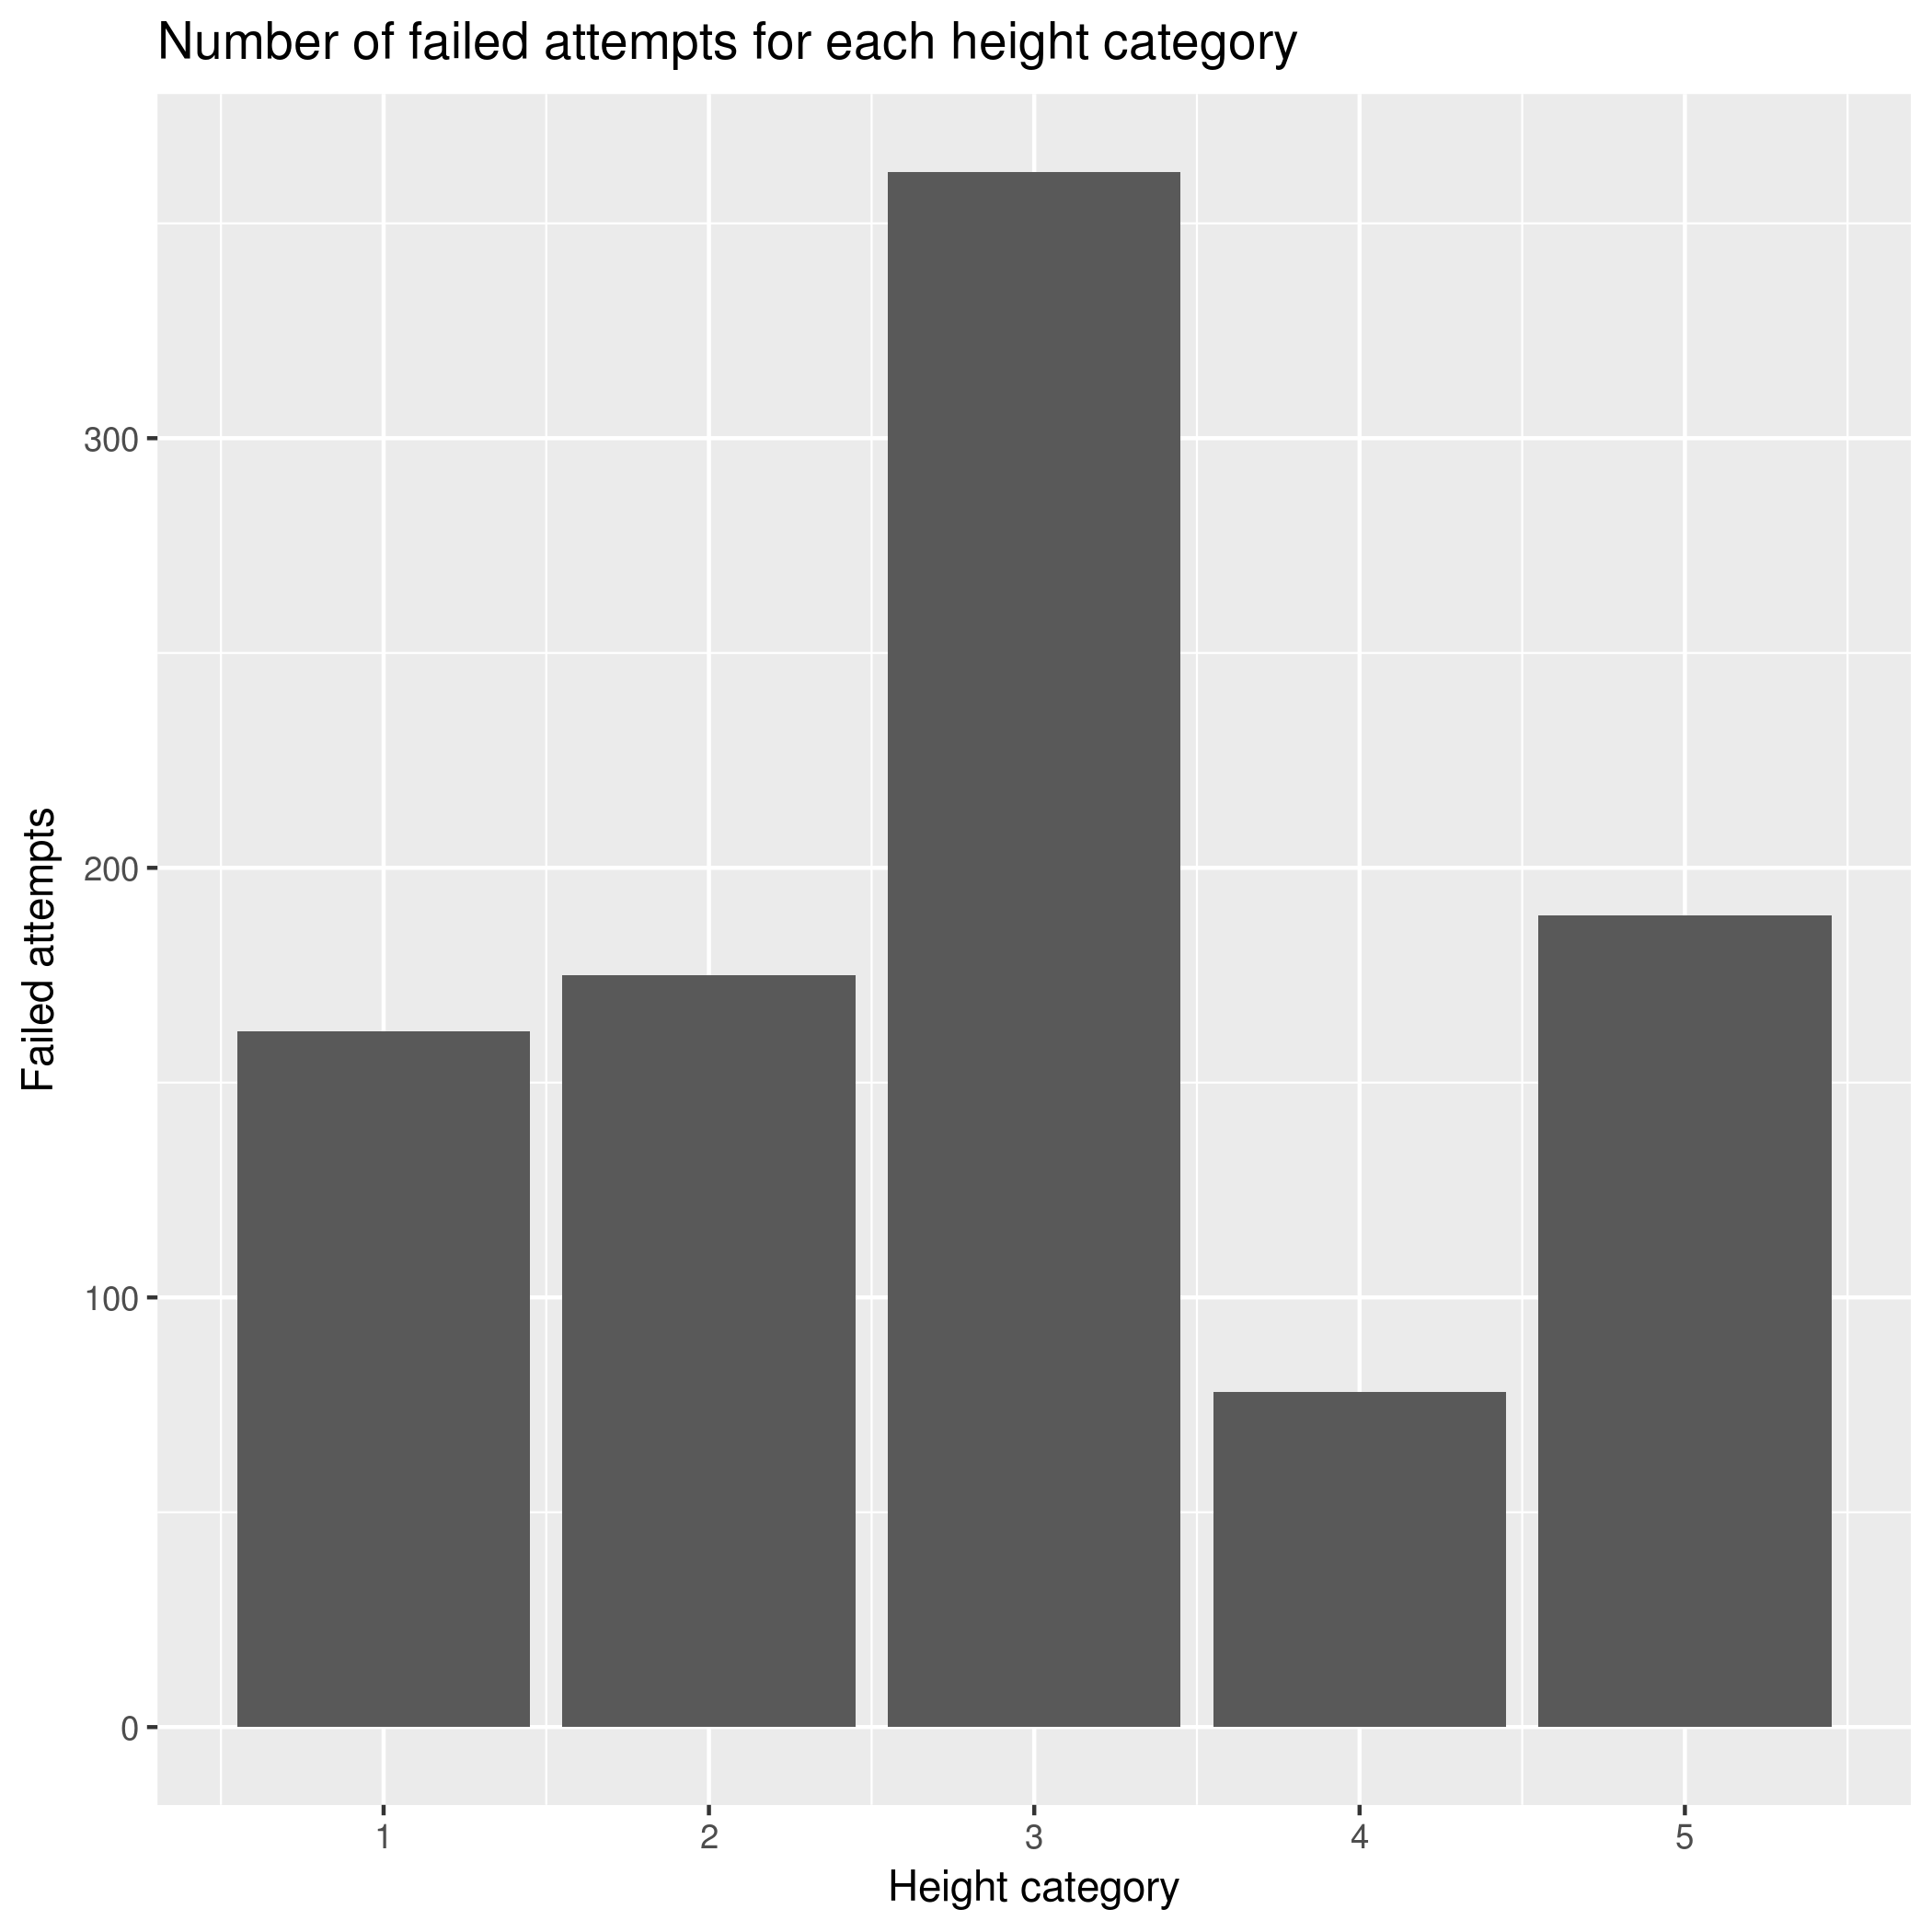 Number of failed attempts for each height category
Failed attempts
300
200
100
0
1 2 3 4 5
Height category